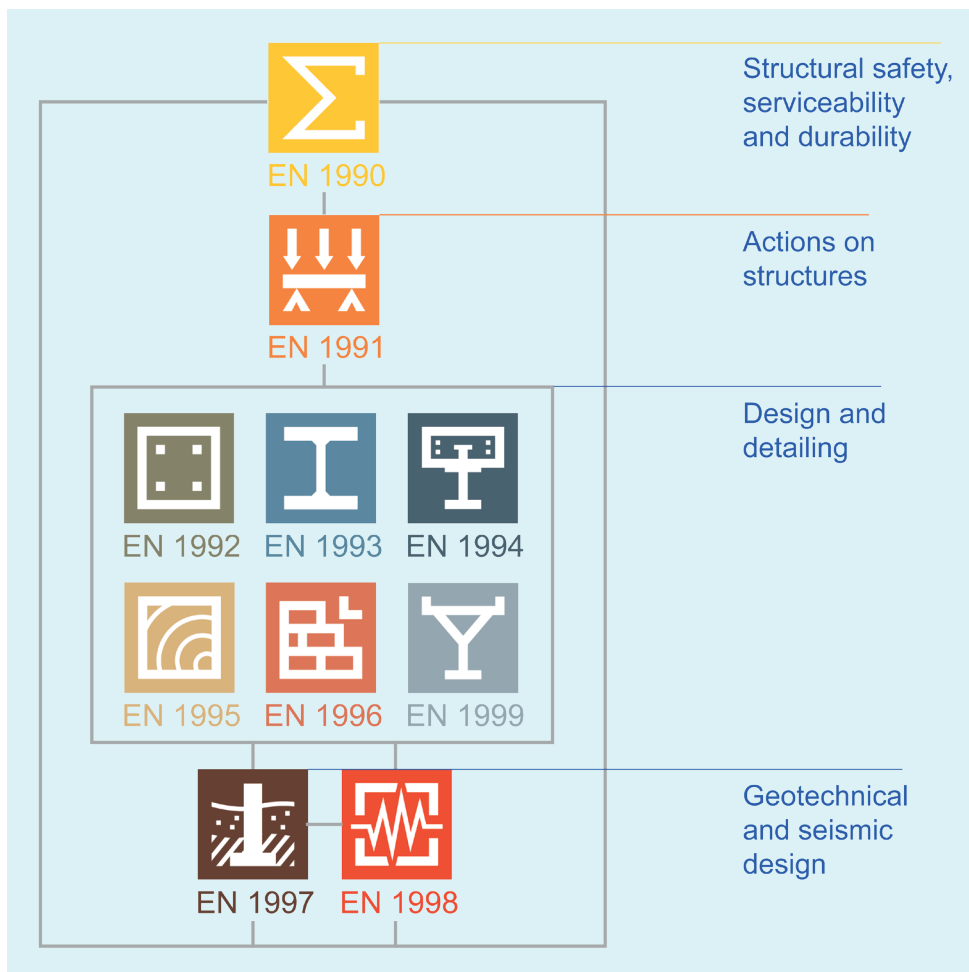 Structural safety,
serviceability
and durability
EN 1990
Actions on
structures
EN 1991
Design and
detailing
EN 1992 EN 1993 EN 1994
EN 1995 EN 1996 EN 1999
Geotechnical
and seismic
design
EN 1997 EN 1998